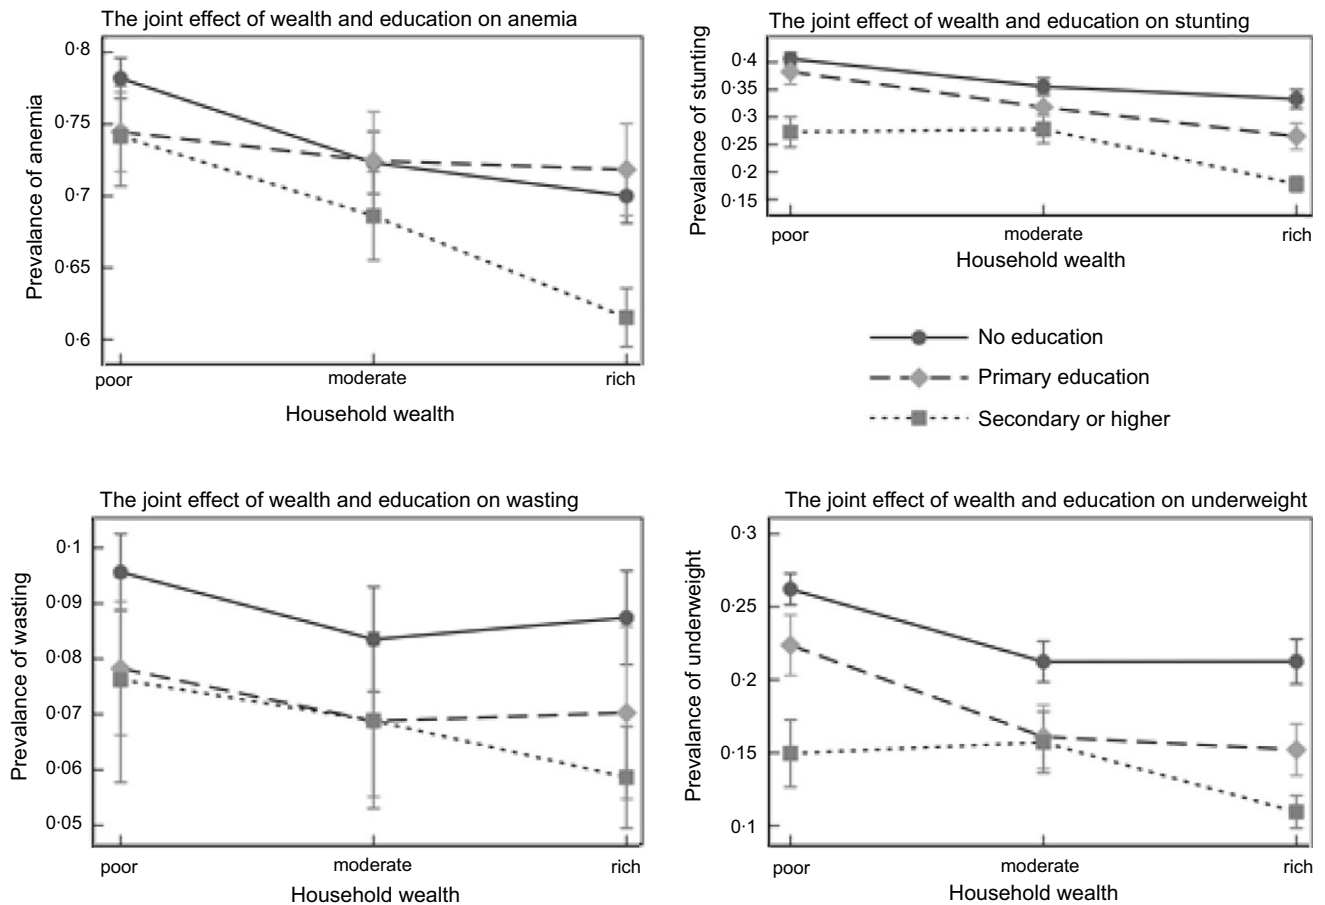 The joint effect of wealth and education on anemia
Prevalance of anemia
0·8
0·75
0·7
0·65
0·6
poor
moderate
rich
Household wealth
The joint effect of wealth and education on stunting
Prevalance of stunting
0·4
0·35
0·3
0·25
0·2
0·15
poor
moderate
rich
Household wealth
No education
Primary education
Secondary or higher
The joint effect of wealth and education on wasting
Prevalance of wasting
0·1
0·09
0·08
0·07
0·06
0·05
poor
moderate
rich
Household wealth
The joint effect of wealth and education on underweight
Prevalance of underweight
0·3
0·25
0·2
0·15
0·1
poor
moderate
rich
Household wealth